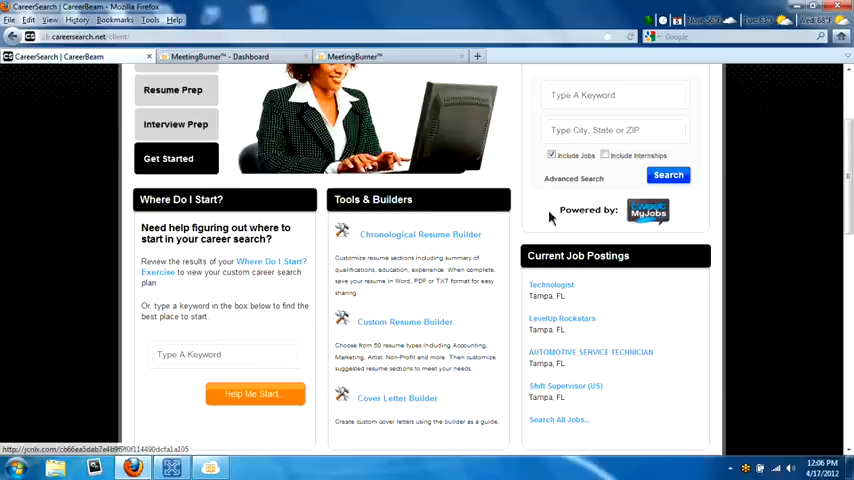 CareerSearch | CareerBeam - Mozilla Firefox
File Edit View History Bookmarks Tools Help
None 56°F Tue: 63°F Wed: 68°F
cb.careersearch.net/client/
Google
CareerSearch | CareerBeam
MeetingBurner™ - Dashboard
MeetingBurner™
Resume Prep
Interview Prep
Get Started
Type A Keyword
Type City, State or ZIP
Include Jobs
Include Internships
Advanced Search
Search
Powered by:
tweet
MyJobs
Where Do I Start?
Need help figuring out where to
start in your career search?
Review the results of your Where Do I Start?
Exercise to view your custom career search
plan.
Or, type a keyword in the box below to find the
best place to start.
Type A Keyword
Help Me Start..
Tools & Builders
Chronological Resume Builder
Customize resume sections including summary of
qualifications, education, experience. When complete,
save your resume in Word, PDF or TXT format for easy
sharing.
Custom Resume Builder
Choose from 50 resume types including Accounting,
Marketing, Artist, Non-Profit and more. Then customize
suggested resume sections to meet your needs.
Cover Letter Builder
Create custom cover letters using the builder as a guide.
Current Job Postings
Technologist
Tampa, FL
LevelUp Rockstars
Tampa, FL
AUTOMOTIVE SERVICE TECHNICIAN
Tampa, FL
Shift Supervisor (US)
Tampa, FL
Search All Jobs...
12:06 PM
4/17/2012